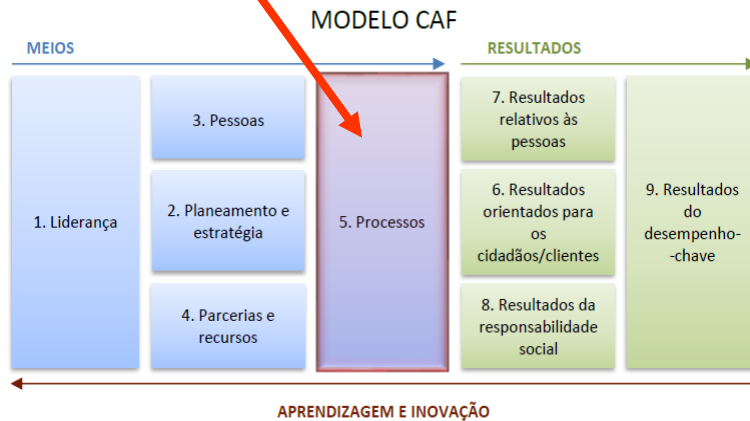 MODELO CAF
MEIOS
RESULTADOS
1. Liderança
3. Pessoas
2. Planeamento e
estratégia
4. Parcerias e
recursos
5. Processos
7. Resultados
relativos às
pessoas
6. Resultados
orientados para
os
cidadãos/clientes
8. Resultados da
responsabilidade
social
9. Resultados
do
desempenho-
-chave
APRENDIZAGEM E INOVAÇÃO